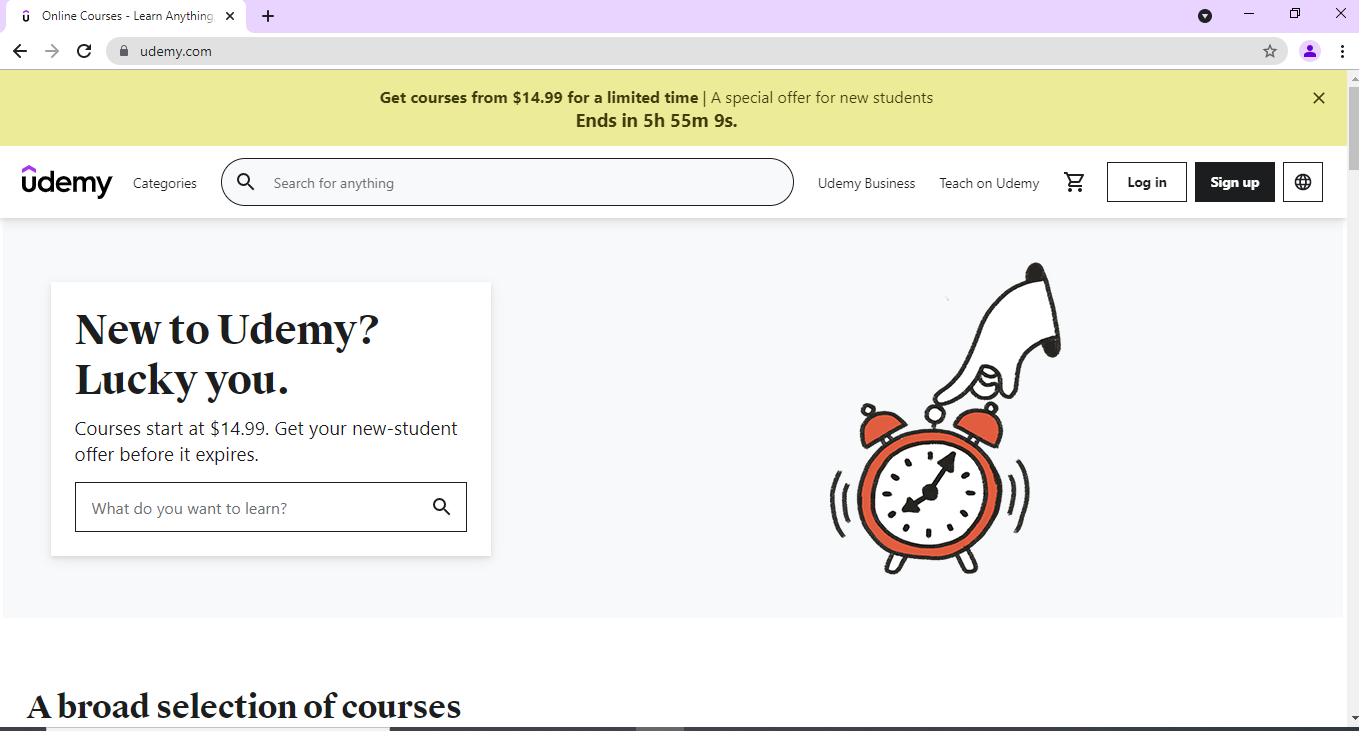 Online Courses - Learn Anything,
udemy.com
Get courses from $14.99 for a limited time | A special offer for new students
Ends in 5h 55m 9s.
udemy Categories Search for anything Udemy Business Teach on Udemy Log in Sign up
New to Udemy?
Lucky you.
Courses start at $14.99. Get your new-student
offer before it expires.
What do you want to learn?
A broad selection of courses